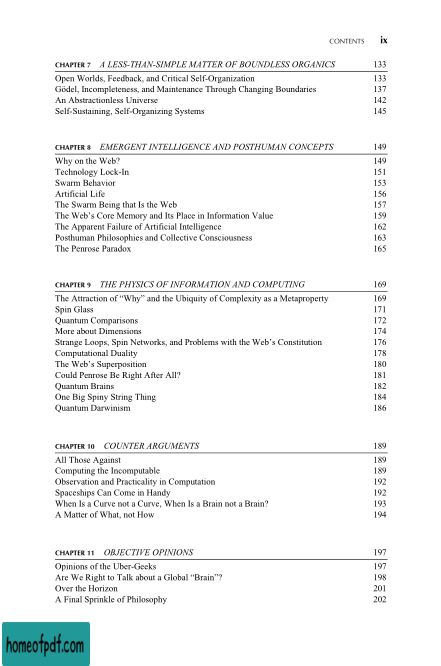 CONTENTS ix
CHAPTER 7 A LESS-THAN-SIMPLE MATTER OF BOUNDLESS ORGANICS 133
Open Worlds, Feedback, and Critical Self-Organization 133
Gödel, Incompleteness, and Maintenance Through Changing Boundaries 137
An Abstractionless Universe 142
Self-Sustaining, Self-Organizing Systems 145
CHAPTER 8 EMERGENT INTELLIGENCE AND POSTHUMAN CONCEPTS 149
Why on the Web? 149
Technology Lock-In 151
Swarm Behavior 153
Artificial Life 156
The Swarm Being that Is the Web 157
The Web's Core Memory and Its Place in Information Value 159
The Apparent Failure of Artificial Intelligence 162
Posthuman Philosophies and Collective Consciousness 163
The Penrose Paradox 165
CHAPTER 9 THE PHYSICS OF INFORMATION AND COMPUTING 169
The Attraction of “Why” and the Ubiquity of Complexity as a Metaproperty 169
Spin Glass 171
Quantum Comparisons 172
More about Dimensions 174
Strange Loops, Spin Networks, and Problems with the Web's Constitution 176
Computational Duality 178
The Web's Superposition 180
Could Penrose Be Right After All? 181
Quantum Brains 182
One Big Spiny String Thing 184
Quantum Darwinism 186
CHAPTER 10 COUNTER ARGUMENTS 189
All Those Against 189
Computing the Incomputable 189
Observation and Practicality in Computation 192
Spaceships Can Come in Handy 192
When Is a Curve not a Curve, When Is a Brain not a Brain? 193
A Matter of What, not How 194
CHAPTER 11 OBJECTIVE OPINIONS 197
Opinions of the Uber-Geeks 197
Are We Right to Talk about a Global “Brain”? 198
Over the Horizon 201
A Final Sprinkle of Philosophy 202
homeofpdf.com